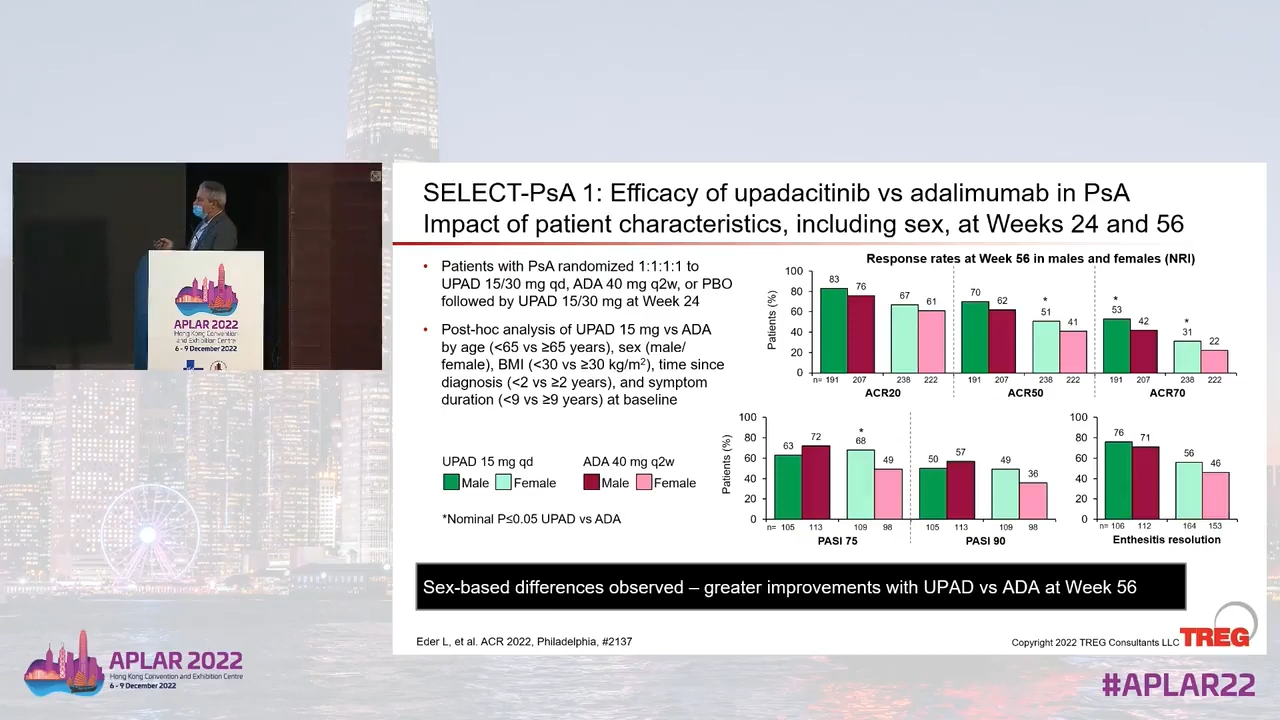 SELECT-PsA 1: Efficacy of upadacitinib vs adalimumab in PsA
Impact of patient characteristics, including sex, at Weeks 24 and 56
• Patients with PsA randomized 1:1:1:1 to
UPAD 15/30 mg qd, ADA 40 mg q2w, or PBO
followed by UPAD 15/30 mg at Week 24
• Post-hoc analysis of UPAD 15 mg vs ADA
by age (<65 vs ≥65 years), sex (male/
female), BMI (<30 vs ≥30 kg/m²), time since
diagnosis (<2 vs ≥2 years), and symptom
duration (<9 vs ≥9 years) at baseline
UPAD 15 mg qd ADA 40 mg q2w
Male Female Male Female
*Nominal P≤0.05 UPAD vs ADA
Response rates at Week 56 in males and females (NRI)
Patients (%)
100
80
60
40
20
0
83 76 67 61 70 62 * 51 41 * 53 42 * 31 22
n= 191 207 238 222 191 207 238 222 191 207 238 222
ACR20 ACR50 ACR70
Patients (%)
100
80
60
40
20
0
63 72 * 68 49 50 57 49 36
n= 105 113 109 98 105 113 109 98
PASI 75 PASI 90
100
80
60
40
20
0
76 71 56 46
n= 106 112 164 153
Enthesitis resolution
Sex-based differences observed – greater improvements with UPAD vs ADA at Week 56
Eder L, et al. ACR 2022, Philadelphia, #2137
Copyright 2022 TREG Consultants LLC
TREG
APLAR 2022
Hong Kong Convention
and Exhibition Centre
6 - 9 December 2022
APLAR 2022
Hong Kong Convention and Exhibition Centre
6 - 9 December 2022
#APLAR22